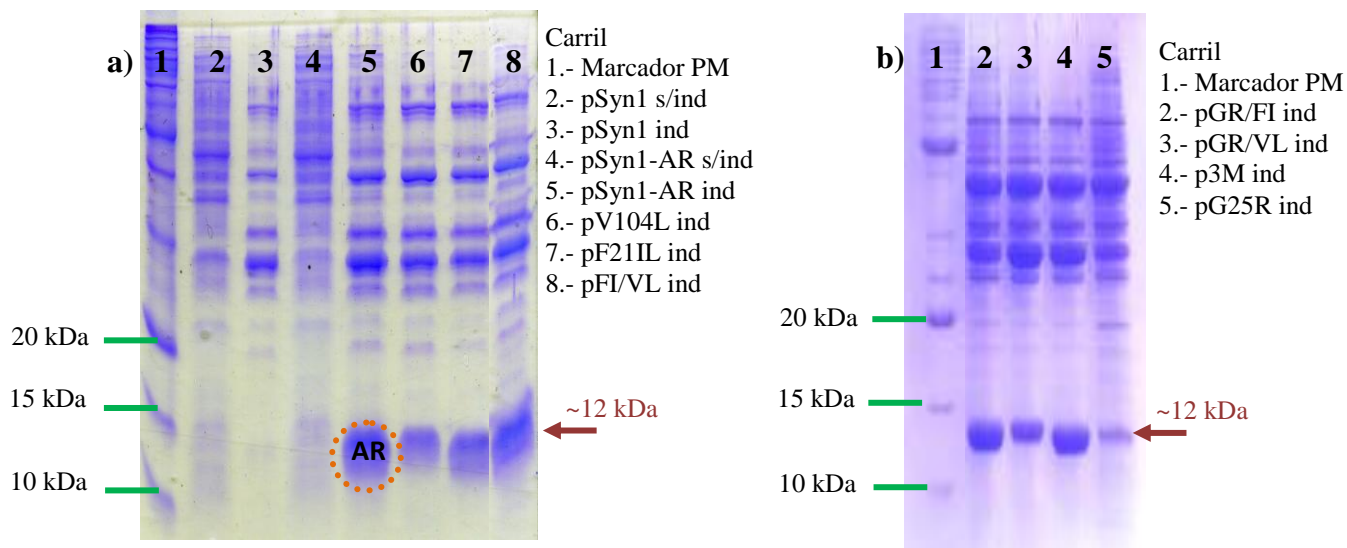 a)
1 2 3 4 5 6 7 8
Carril
1.- Marcador PM
2.- pSyn1 s/ind
3.- pSyn1 ind
4.- pSyn1-AR s/ind
5.- pSyn1-AR ind
6.- pV104L ind
7.- pF21IL ind
8.- pFI/VL ind
20 kDa
15 kDa
10 kDa
AR
~12 kDa
b)
1 2 3 4 5
Carril
1.- Marcador PM
2.- pGR/FI ind
3.- pGR/VL ind
4.- p3M ind
5.- pG25R ind
20 kDa
15 kDa
10 kDa
~12 kDa